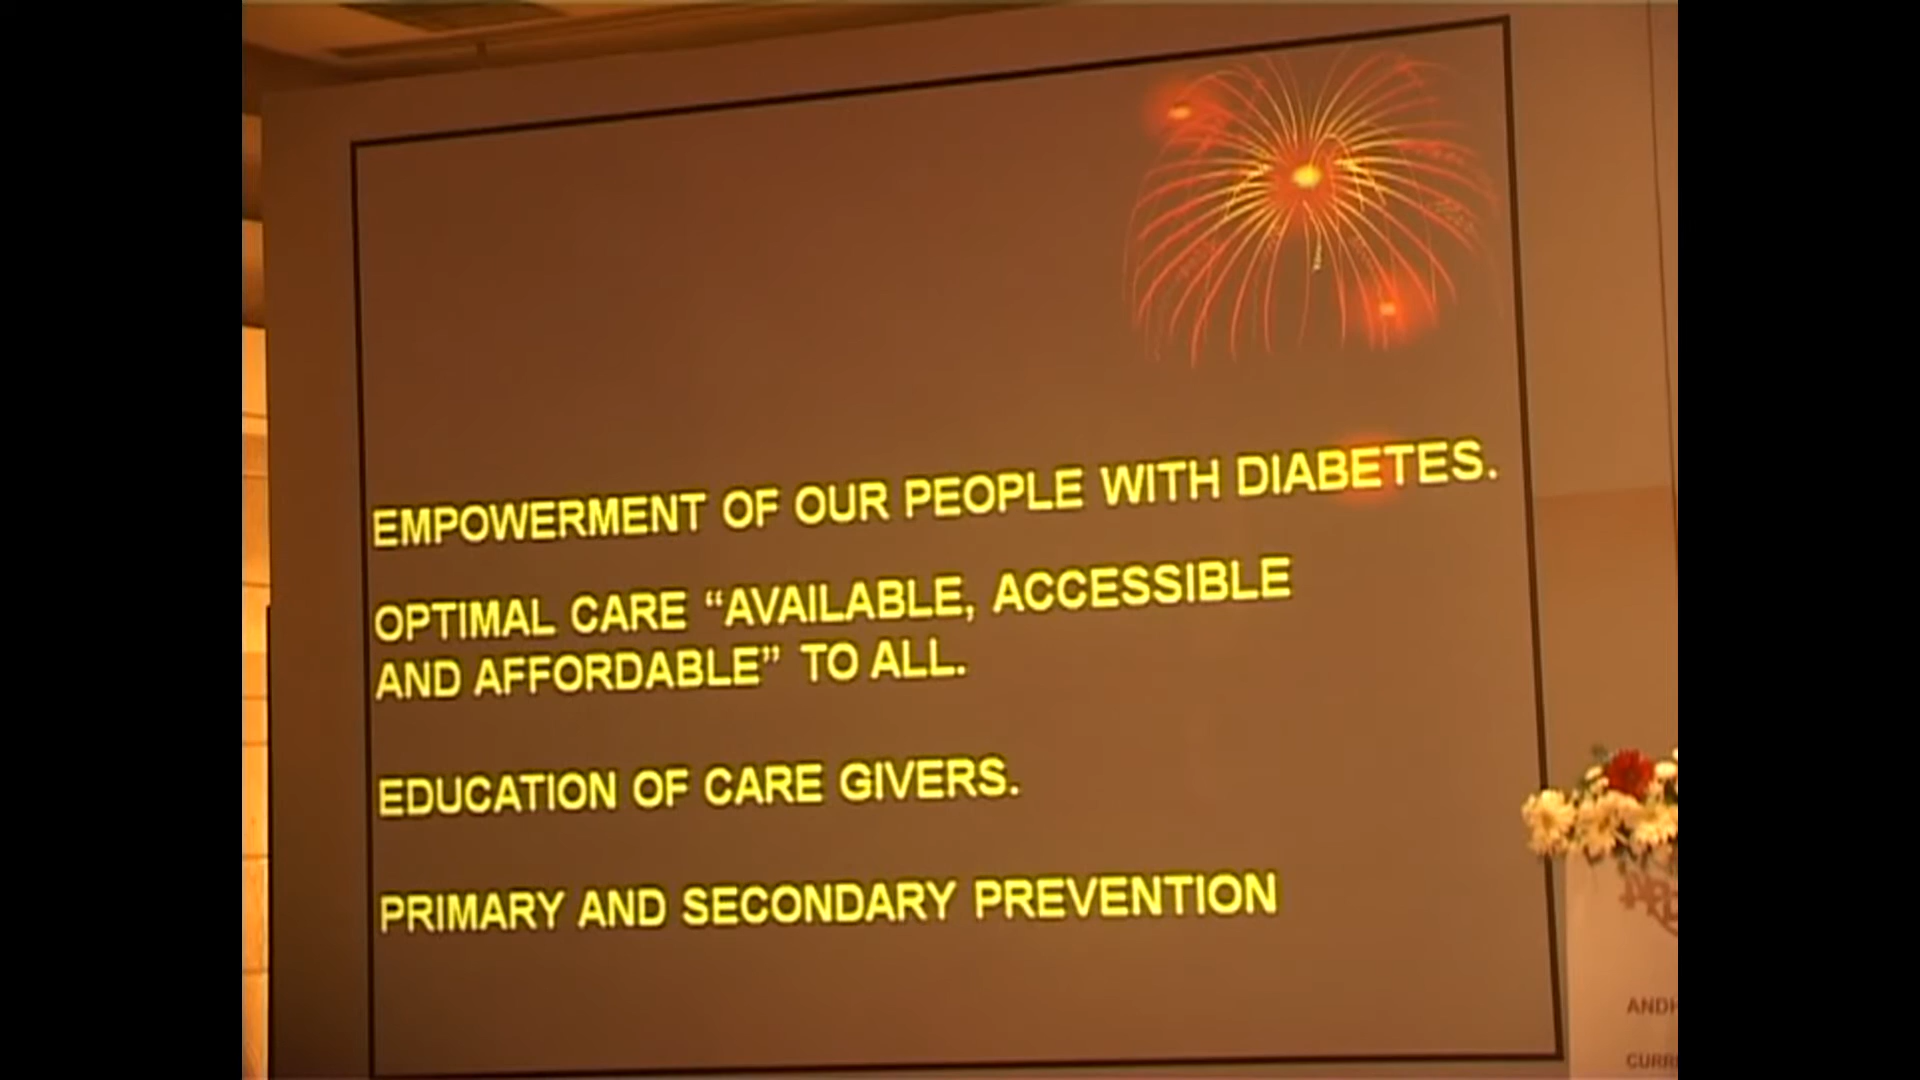 EMPOWERMENT OF OUR PEOPLE WITH DIABETES.
OPTIMAL CARE “AVAILABLE, ACCESSIBLE
AND AFFORDABLE” TO ALL.
EDUCATION OF CARE GIVERS.
PRIMARY AND SECONDARY PREVENTION